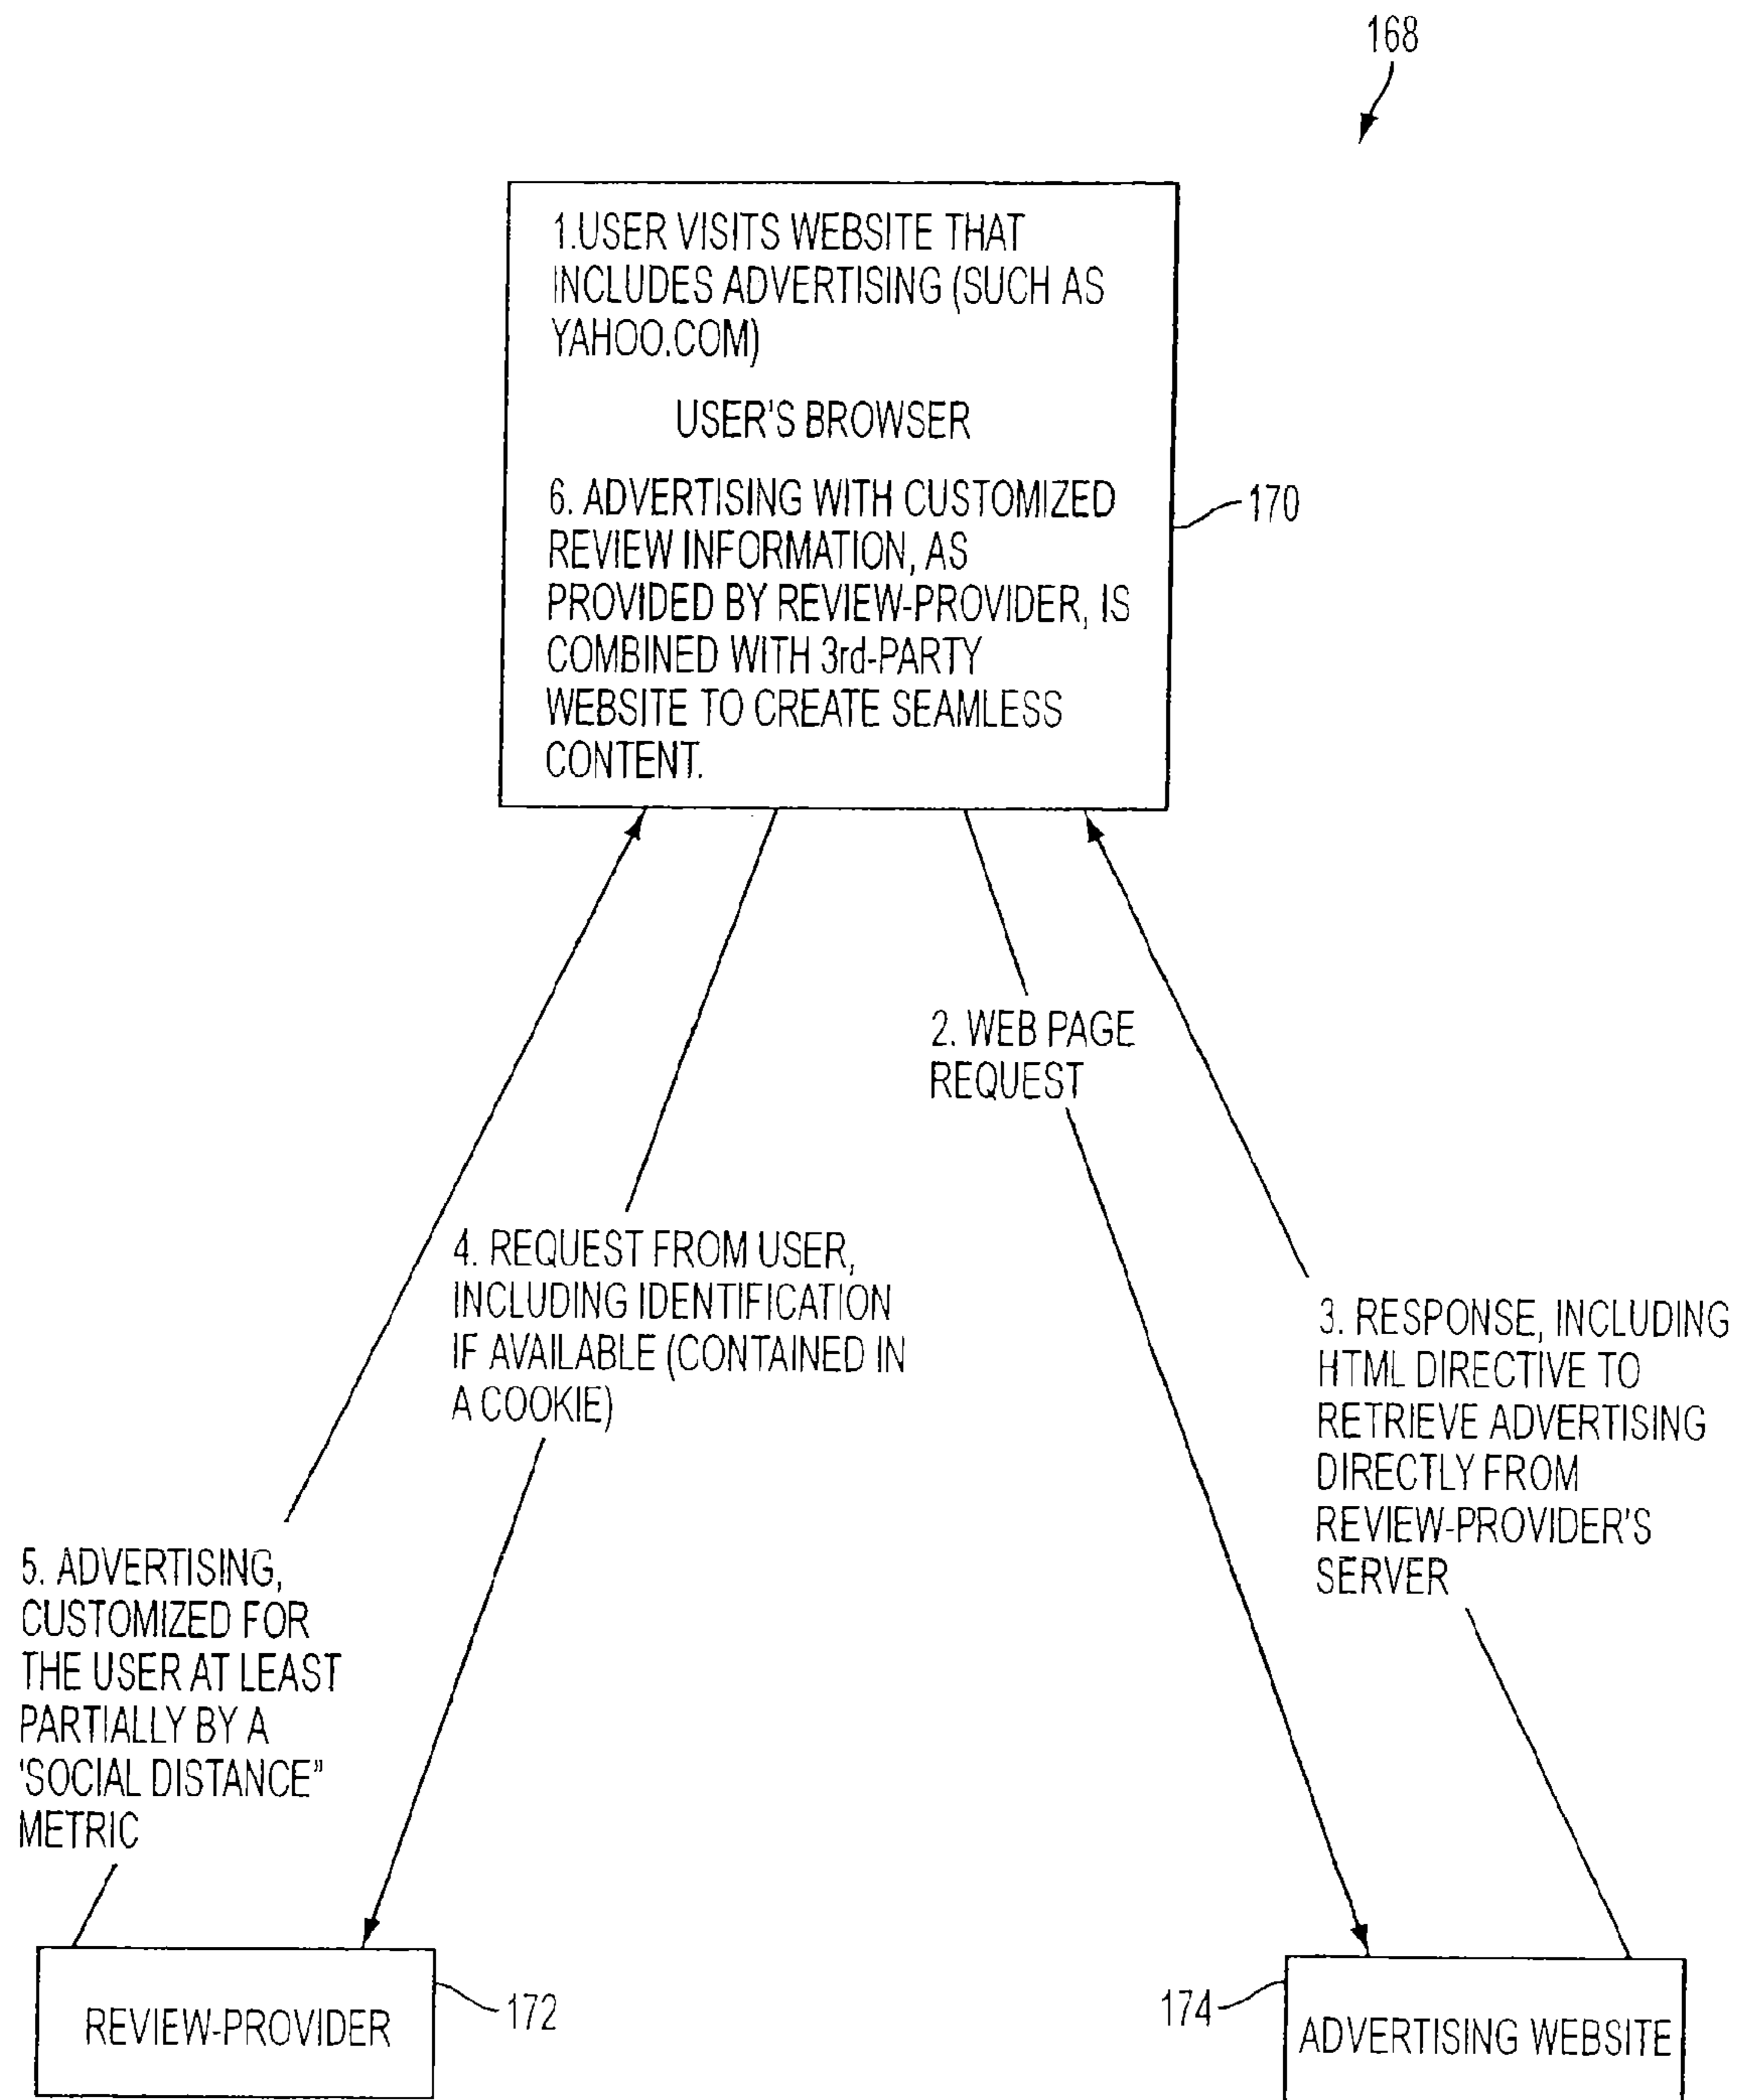 168
1.USER VISITS WEBSITE THAT
INCLUDES ADVERTISING (SUCH AS
YAHOO.COM)
USER'S BROWSER
6. ADVERTISING WITH CUSTOMIZED
REVIEW INFORMATION, AS
PROVIDED BY REVIEW-PROVIDER, IS
COMBINED WITH 3rd-PARTY
WEBSITE TO CREATE SEAMLESS
CONTENT.
170
2. WEB PAGE
REQUEST
4. REQUEST FROM USER,
INCLUDING IDENTIFICATION
IF AVAILABLE (CONTAINED IN
A COOKIE)
3. RESPONSE, INCLUDING
HTML DIRECTIVE TO
RETRIEVE ADVERTISING
DIRECTLY FROM
REVIEW-PROVIDER'S
SERVER
5. ADVERTISING,
CUSTOMIZED FOR
THE USER AT LEAST
PARTIALLY BY A
'SOCIAL DISTANCE"
METRIC
REVIEW-PROVIDER
172
174
ADVERTISING WEBSITE